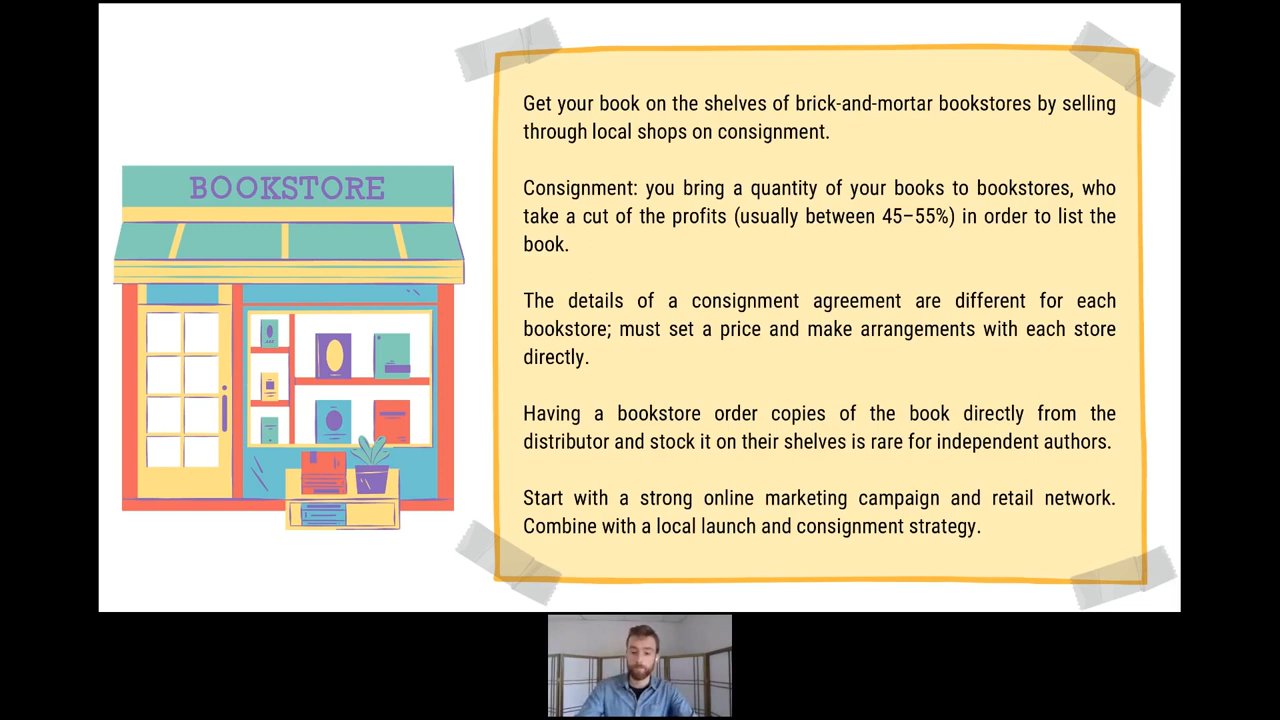 BOOKSTORE
Get your book on the shelves of brick-and-mortar bookstores by selling
through local shops on consignment.
Consignment: you bring a quantity of your books to bookstores, who
take a cut of the profits (usually between 45–55%) in order to list the
book.
The details of a consignment agreement are different for each
bookstore; must set a price and make arrangements with each store
directly.
Having a bookstore order copies of the book directly from the
distributor and stock it on their shelves is rare for independent authors.
Start with a strong online marketing campaign and retail network.
Combine with a local launch and consignment strategy.